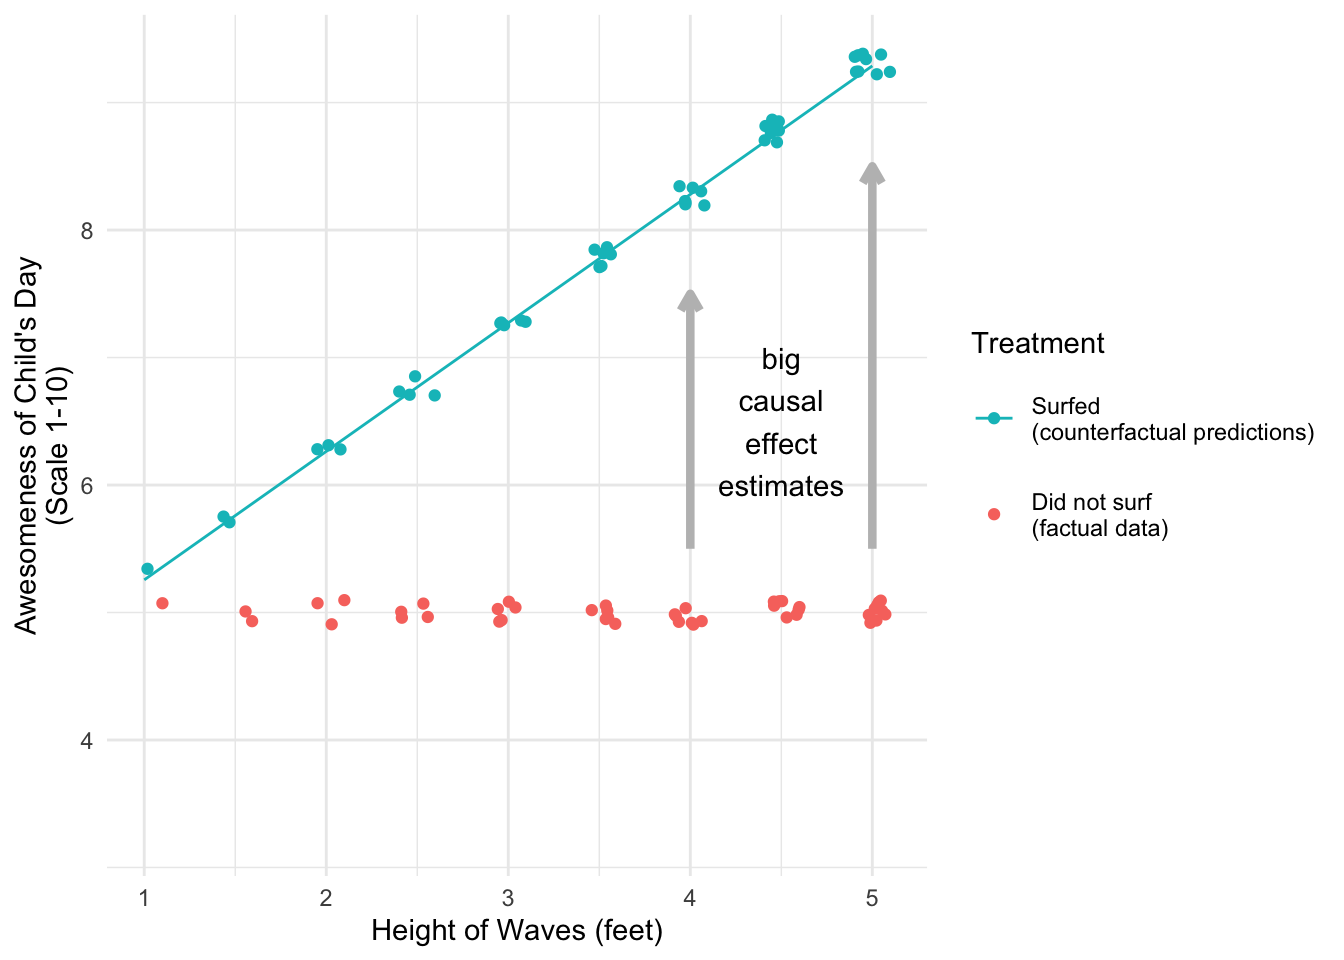 Awesomeness of Child's Day
(Scale 1-10)
8
6
4
big
causal
effect
estimates
1
2
3
4
5
Height of Waves (feet)
Treatment
Surfed
(counterfactual predictions)
Did not surf
(factual data)